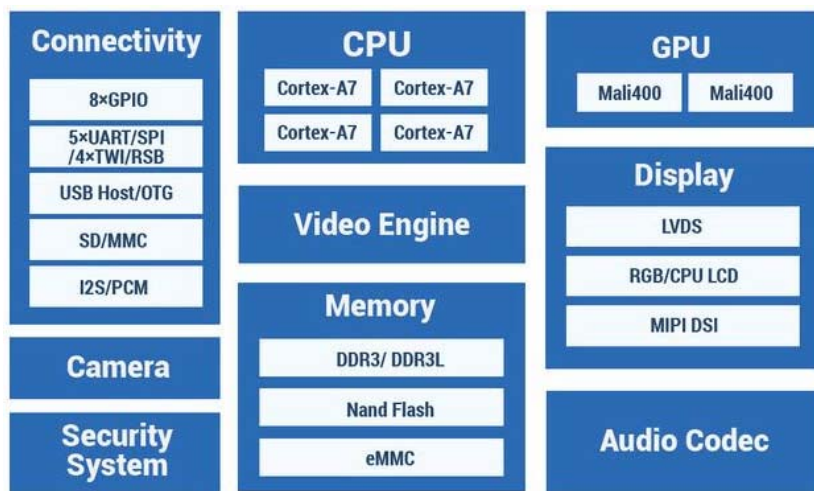 Connectivity
8×GPIO
5×UART/SPI
/4×TWI/RSB
USB Host/OTG
SD/MMC
I2S/PCM
Camera
Security
System
CPU
Cortex-A7
Cortex-A7
Cortex-A7
Cortex-A7
Video Engine
Memory
DDR3/ DDR3L
Nand Flash
eMMC
GPU
Mali400
Mali400
Display
LVDS
RGB/CPU LCD
MIPI DSI
Audio Codec